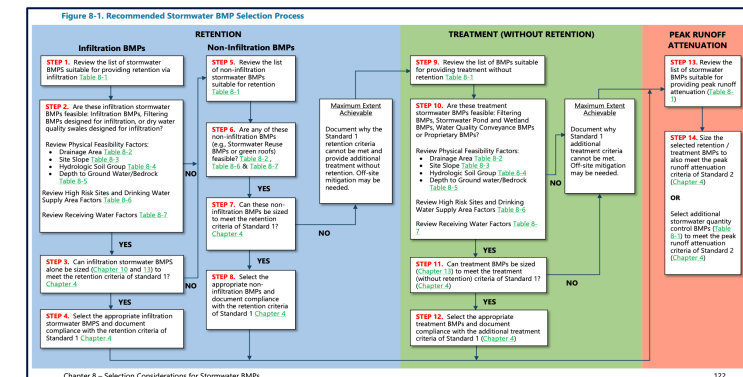 Figure 8-1. Recommended Stormwater BMP Selection Process
RETENTION
Infiltration BMPs
STEP 1. Review the list of stormwater
BMPS suitable for providing retention via
infiltration Table 8-1
STEP 2. Are these infiltration stormwater
BMPs feasible: Infiltration BMPs, Filtering
BMPs designed for infiltration, or dry water
quality swales designed for infiltration?
Review Physical Feasibility Factors:
• Drainage Area Table 8-2
• Site Slope Table 8-3
• Hydrologic Soil Group Table 8-4
• Depth to Ground Water/Bedrock
Table 8-5
Review High Risk Sites and Drinking Water
Supply Area Factors Table 8-6
Review Receiving Water Factors Table 8-7
NO
YES
STEP 3. Can infiltration stormwater BMPS
alone be sized (Chapter 10 and 13) to
meet the retention criteria of standard 1?
Chapter 4
NO
YES
STEP 4. Select the appropriate infiltration
stormwater BMPS and document
compliance with the retention criteria of
Standard 1 Chapter 4
Non-Infiltration BMPs
STEP 5. Review the list
of non-infiltration
stormwater BMPs
suitable for retention
Table 8-1
STEP 6. Are any of these
non-infiltration BMPs
(e.g., Stormwater Reuse
BMPs or green roofs)
feasible? Table 8-2 ,
Table 8-6 & Table 8-7
YES
STEP 7. Can these non-
infiltration BMPs be sized
to meet the retention
criteria of Standard 1?
Chapter 4
NO
YES
STEP 8. Select the
appropriate non-
infiltration BMPs and
document compliance
with the retention criteria
of Standard 1 Chapter 4
Maximum Extent
Achievable
Document why the
Standard 1
retention criteria
cannot be met and
provide additional
treatment without
retention. Off-site
mitigation may be
needed.
TREATMENT (WITHOUT RETENTION)
STEP 9. Review the list of BMPs suitable
for providing treatment without
retention Table 8-1
STEP 10. Are these treatment
stormwater BMPs feasible: Filtering
BMPs, Stormwater Pond and Wetland
BMPs, Water Quality Conveyance BMPs
or Proprietary BMPs?
Review Physical Feasibility Factors:
• Drainage Area Table 8-2
• Site Slope Table 8-3
• Hydrologic Soil Group Table 8-4
• Depth to Ground water/Bedrock
Table 8-5
Review High Risk Sites and Drinking
Water Supply Area Factors Table 8-6
Review Receiving Water Factors Table 8-
7
NO
YES
STEP 11. Can treatment BMPs be sized
(Chapter 13) to meet the treatment
(without retention) criteria of Standard 1?
(Chapter 4)
NO
YES
STEP 12. Select the appropriate
treatment BMPs and document
compliance with the additional treatment
criteria of Standard 1 (Chapter 4)
Maximum Extent
Achievable
Document why
Standard 1
additional
treatment criteria
cannot be met.
Off-site mitigation
may be needed.
PEAK RUNOFF
ATTENUATION
STEP 13. Review the
list of stormwater
BMPs suitable for
providing peak runoff
attenuation (Table 8-
1)
STEP 14. Size the
selected retention /
treatment BMPs to
also meet the peak
runoff attenuation
criteria of Standard 2
(Chapter 4)
OR
Select additional
stormwater quantity
control BMPs (Table
8-1) to meet the peak
runoff attenuation
criteria of Standard 2
(Chapter 4)
Chapter 8 – Selection Considerations for Stormwater BMPs
122